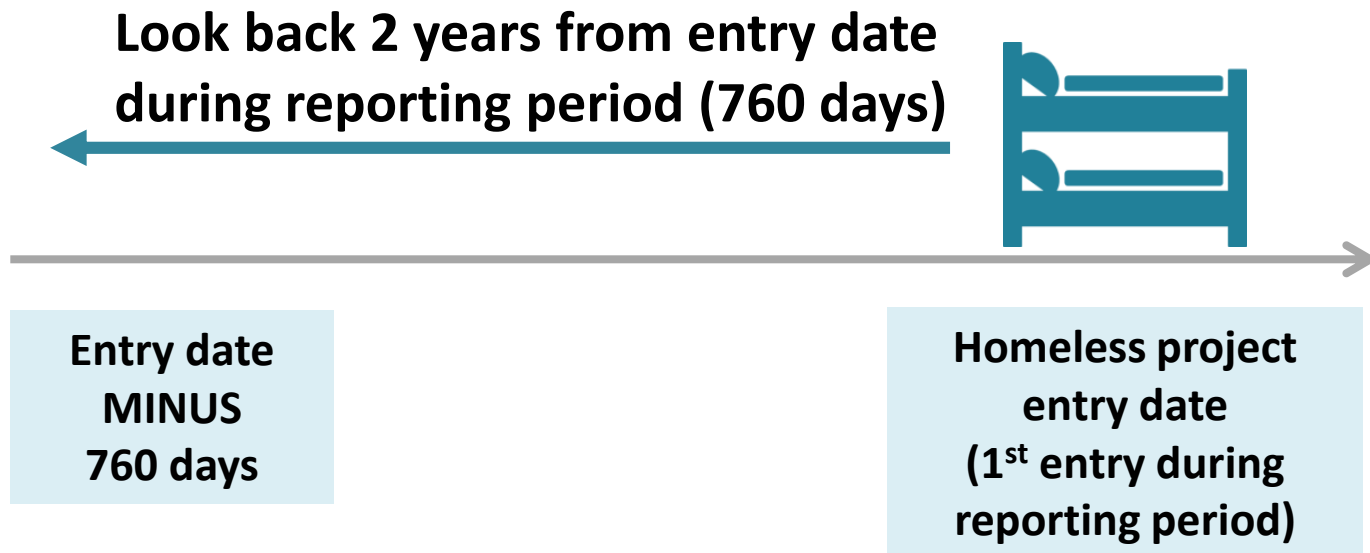 Look back 2 years from entry date
during reporting period (760 days)
Entry date
MINUS
760 days
Homeless project
entry date
(1st entry during
reporting period)